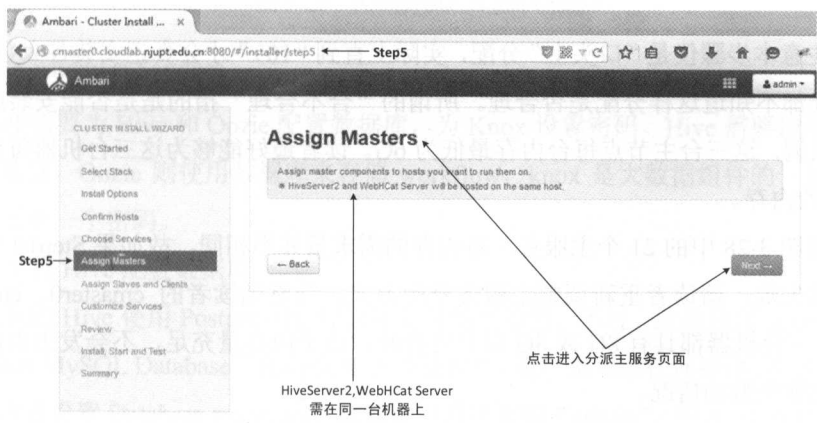 Ambari - Cluster Install ... ×
cmaster0.cloudlab.njupt.edu.cn:8080/#/installer/step5 Step5
Ambari admin
CLUSTER INSTALL WIZARD
Get Started
Select Stack
Install Options
Confirm Hosts
Choose Services
Step5 Assign Masters
Assign Slaves and Clients
Customize Services
Review
Install, Start and Test
Summary
Assign Masters
Assign master components to hosts you want to run them on.
HiveServer2 and WebHCat Server will be hosted on the same host.
← Back
Next →
点击进入分派主服务页面
HiveServer2,WebHCat Server
需在同一台机器上